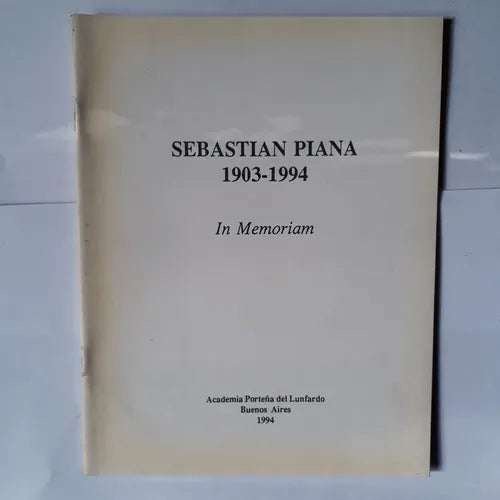 SEBASTIAN PIANA
1903-1994
In Memoriam
Academia Porteña del Lunfardo
Buenos Aires
1994